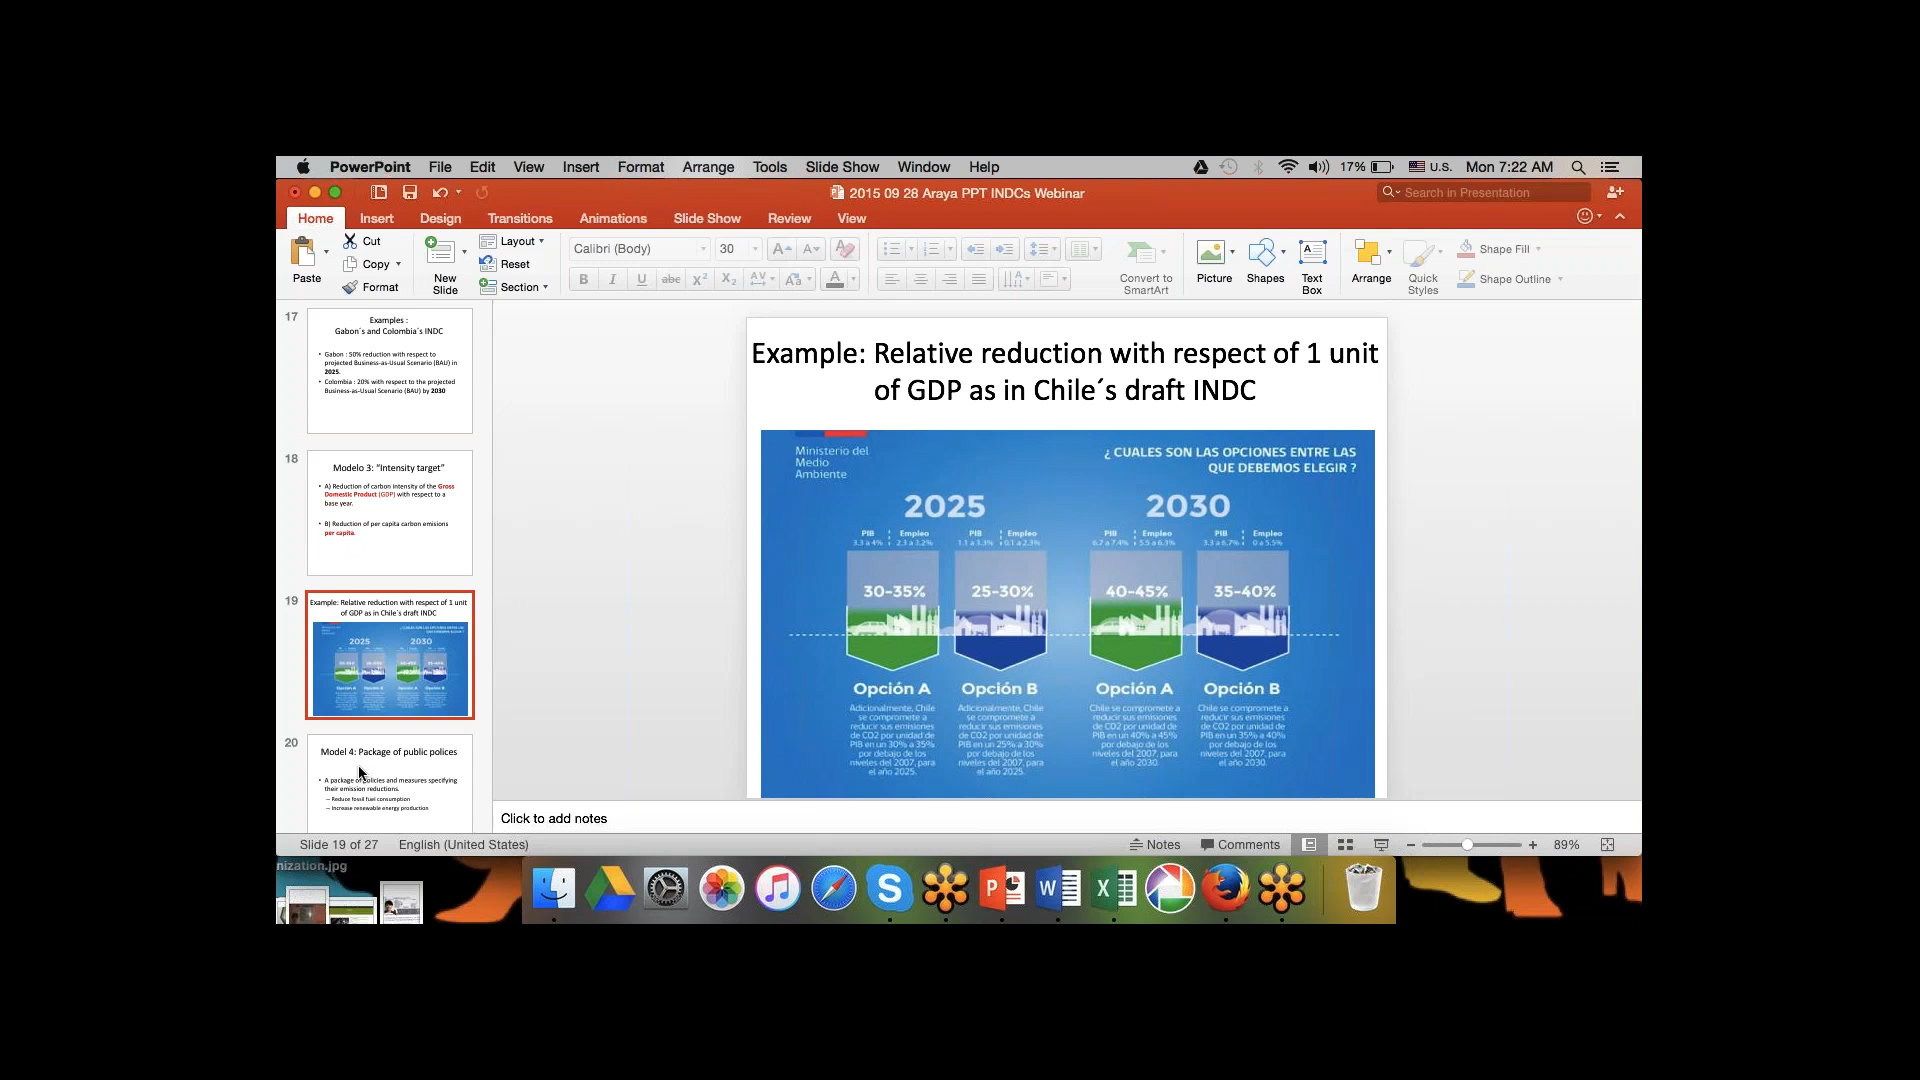 PowerPoint File Edit View Insert Format Arrange Tools Slide Show Window Help 17% U.S. Mon 7:22 AM
2015 09 28 Araya PPT INDCs Webinar
Search in Presentation
Home Insert Design Transitions Animations Slide Show Review View
Paste
Cut
Copy
Format
New
Slide
Layout
Reset
Section
Calibri (Body) 30
B I U abc X² X₂
Convert to
SmartArt
Picture
Shapes
Text
Box
Arrange
Quick
Styles
Shape Fill
Shape Outline
17
Examples :
Gabon´s and Colombia´s INDC
• Gabon : 50% reduction with respect to
projected Business-as-Usual Scenario (BAU) in
2025.
• Colombia : 20% with respect to the projected
Business-as-Usual Scenario (BAU) by 2030
18
Modelo 3: “Intensity target”
• A) Reduction of carbon intensity of the Gross
Domestic Product (GDP) with respect to a
base year.
• B) Reduction of per capita carbon emisions
per capita.
19
Example: Relative reduction with respect of 1 unit
of GDP as in Chile´s draft INDC
2025 2030
Opción A Opción B Opción A Opción B
20
Model 4: Package of public polices
• A package of policies and measures specifying
their emission reductions.
– Reduce fossil fuel consumption
– Increase renewable energy production
Example: Relative reduction with respect of 1 unit
of GDP as in Chile´s draft INDC
Ministerio del
Medio
Ambiente
¿ CUALES SON LAS OPCIONES ENTRE LAS
QUE DEBEMOS ELEGIR ?
2025 2030
PIB Empleo PIB Empleo PIB Empleo PIB Empleo
3.3 a 4% 2.3 a 3.2% 1.1 a 3.3% 0.1 a 2.3% 6.7 a 7.4% 5.5 a 6.3% 3.3 a 6.7% 0 a 5.5%
30-35% 25-30% 40-45% 35-40%
Opción A
Adicionalmente, Chile
se compromete a
reducir sus emisiones
de CO2 por unidad de
PIB en un 30% a 35%
por debajo de los
niveles del 2007, para
el año 2025.
Opción B
Adicionalmente, Chile
se compromete a
reducir sus emisiones
de CO2 por unidad de
PIB en un 25% a 30%
por debajo de los
niveles del 2007, para
el año 2025.
Opción A
Chile se compromete a
reducir sus emisiones
de CO2 por unidad de
PIB en un 40% a 45%
por debajo de los
niveles del 2007, para
el año 2030.
Opción B
Chile se compromete a
reducir sus emisiones
de CO2 por unidad de
PIB en un 35% a 40%
por debajo de los
niveles del 2007, para
el año 2030.
Click to add notes
Slide 19 of 27 English (United States) Notes Comments 89%
nization.jpg